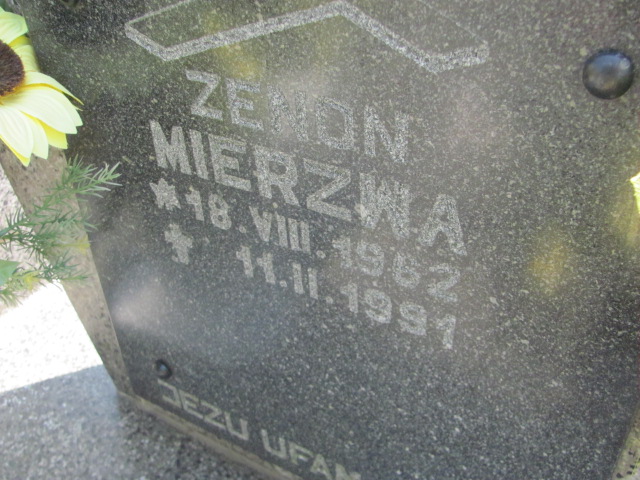 ZENON
MIERZWA
* 18.VIII.1962
† 11.II.1991
JEZU UFAM